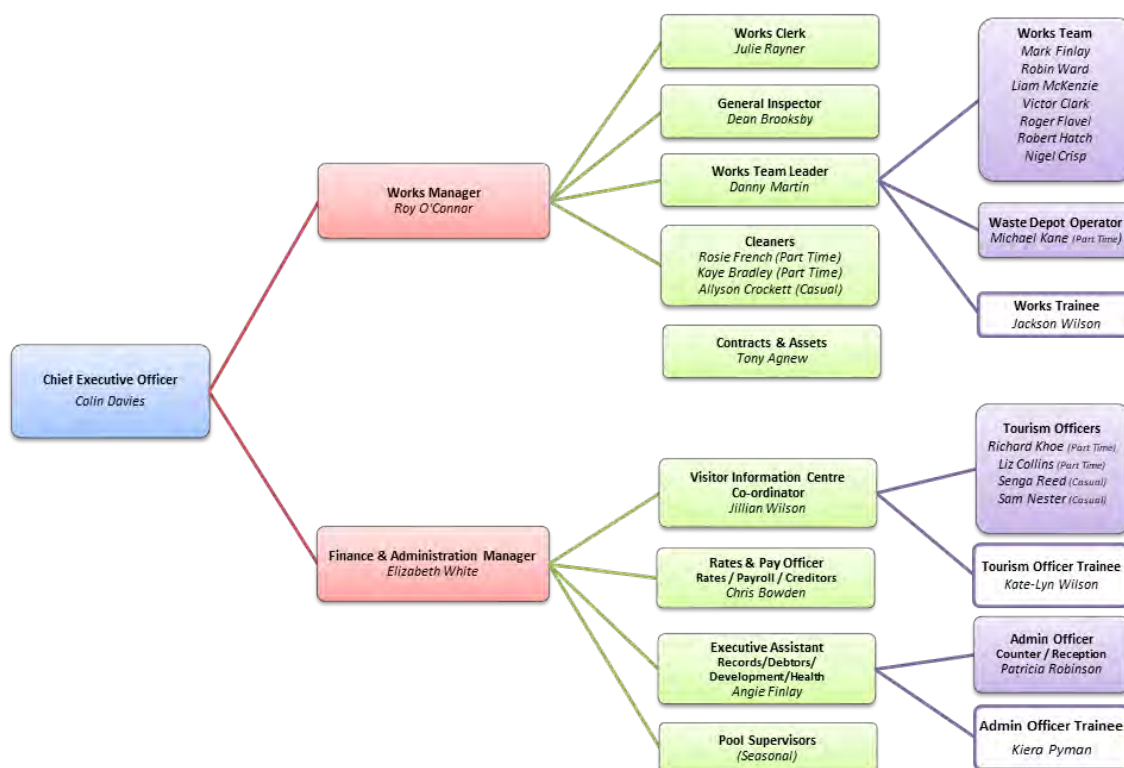 Chief Executive Officer
Colin Davies
Works Manager
Roy O'Connor
Finance & Administration Manager
Elizabeth White
Works Clerk
Julie Rayner
General Inspector
Dean Brooksby
Works Team Leader
Danny Martin
Cleaners
Rosie French (Part Time)
Kaye Bradley (Part Time)
Allyson Crockett (Casual)
Contracts & Assets
Tony Agnew
Visitor Information Centre
Co-ordinator
Jillian Wilson
Rates & Pay Officer
Rates / Payroll / Creditors
Chris Bowden
Executive Assistant
Records/Debtors/
Development/Health
Angie Finlay
Pool Supervisors
(Seasonal)
Works Team
Mark Finlay
Robin Ward
Liam McKenzie
Victor Clark
Roger Flavel
Robert Hatch
Nigel Crisp
Waste Depot Operator
Michael Kane (Part Time)
Works Trainee
Jackson Wilson
Tourism Officers
Richard Khoe (Part Time)
Liz Collins (Part Time)
Senga Reed (Casual)
Sam Nester (Casual)
Tourism Officer Trainee
Kate-Lyn Wilson
Admin Officer
Counter / Reception
Patricia Robinson
Admin Officer Trainee
Kiera Pyman